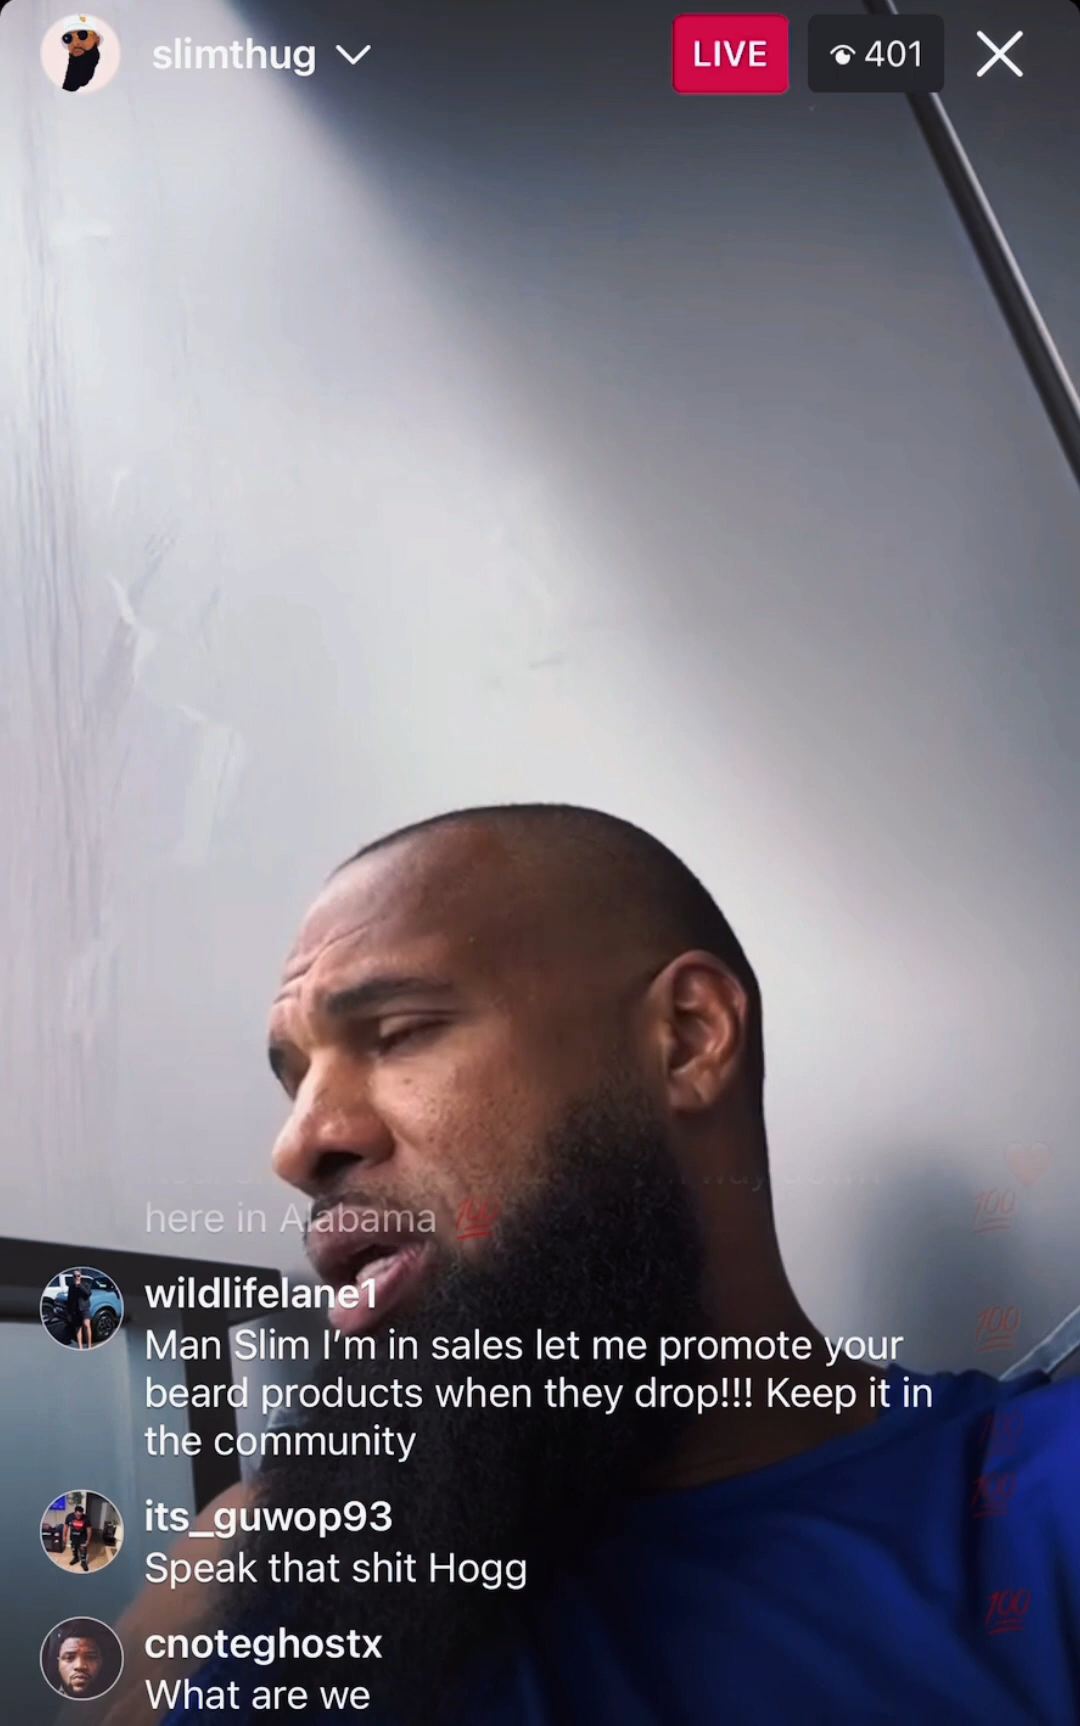 slimthug
LIVE
401
here in Alabama 💯
wildlifelane1
Man Slim I'm in sales let me promote your
beard products when they drop!!! Keep it in
the community
its_guwop93
Speak that shit Hogg
cnoteghostx
What are we